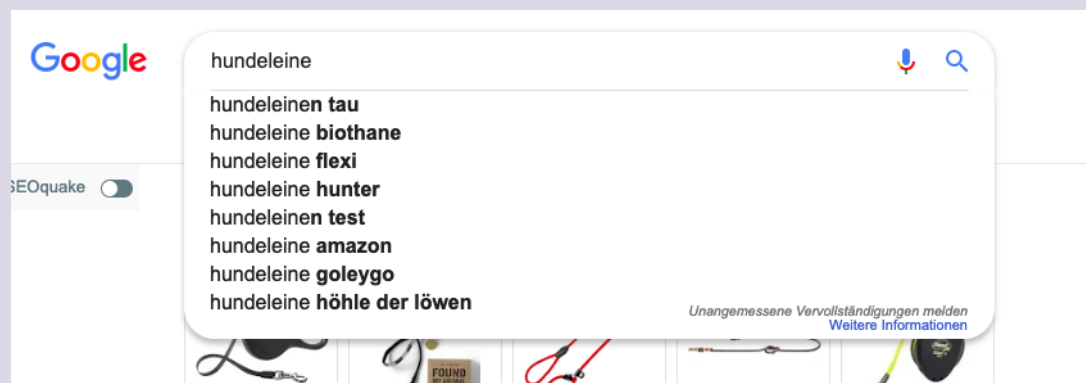 Google
hundeleine
hundeleinen tau
hundeleine biothane
hundeleine flexi
hundeleine hunter
SEOquake
hundeleinen test
hundeleine amazon
hundeleine goleygo
hundeleine höhle der löwen
Unangemessene Vervollständigungen melden
Weitere Informationen
FOUND